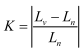 K = |L_v − L_n| / L_n